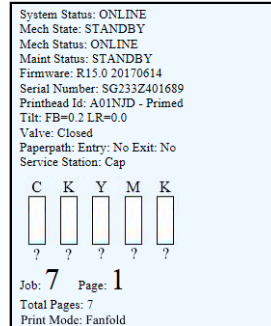 System Status: ONLINE
Mech State: STANDBY
Mech Status: ONLINE
Maint Status: STANDBY
Firmware: R15.0 20170614
Serial Number: SG233Z401689
Printhead Id: A01NJD - Primed
Tilt: FB=0.2 LR=0.0
Valve: Closed
Paperpath: Entry: No Exit: No
Service Station: Cap
C K Y M K
? ? ? ? ?
Job: 7 Page: 1
Total Pages: 7
Print Mode: Fanfold